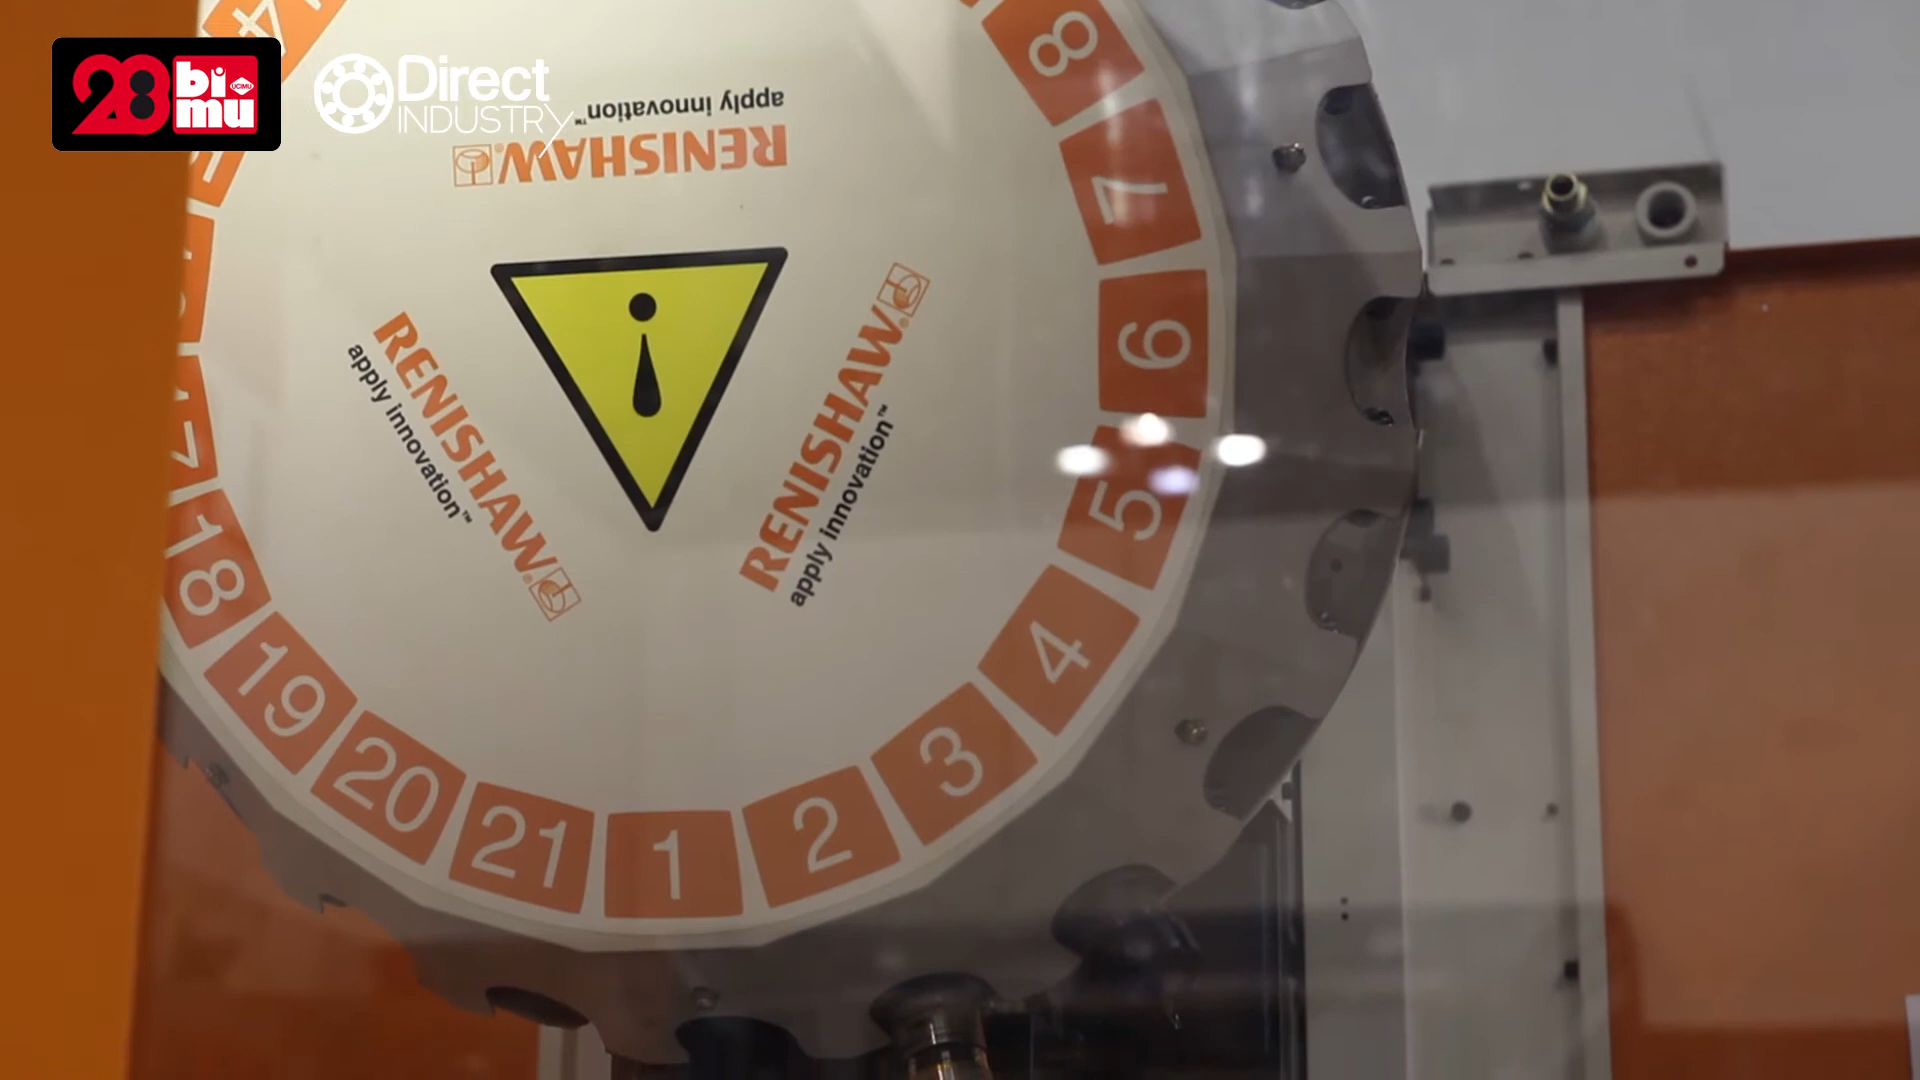 28 bi
mu
UCIMU
Direct
INDUSTRY
apply innovation™
RENISHAW®
RENISHAW®
apply innovation™
RENISHAW®
apply innovation™
8
7
6
5
4
3
2
1
21
20
19
18